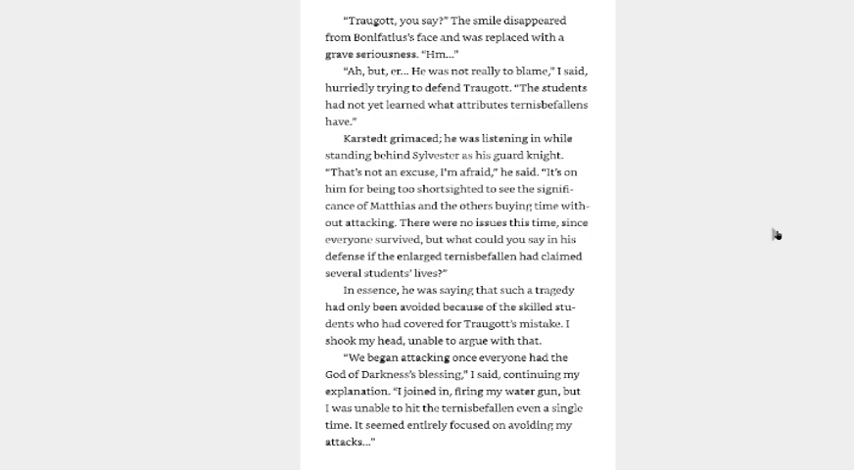 “Traugott, you say?” The smile disappeared
from Bonifatius’s face and was replaced with a
grave seriousness. “Hm...”
“Ah, but, er... He was not really to blame,” I said,
hurriedly trying to defend Traugott. “The students
had not yet learned what attributes ternisbefallens
have.”
Karstedt grimaced; he was listening in while
standing behind Sylvester as his guard knight.
“That’s not an excuse, I’m afraid,” he said. “It’s on
him for being too shortsighted to see the signifi-
cance of Matthias and the others buying time with-
out attacking. There were no issues this time, since
everyone survived, but what could you say in his
defense if the enlarged ternisbefallen had claimed
several students’ lives?”
In essence, he was saying that such a tragedy
had only been avoided because of the skilled stu-
dents who had covered for Traugott’s mistake. I
shook my head, unable to argue with that.
“We began attacking once everyone had the
God of Darkness’s blessing,” I said, continuing my
explanation. “I joined in, firing my water gun, but
I was unable to hit the ternisbefallen even a single
time. It seemed entirely focused on avoiding my
attacks...”